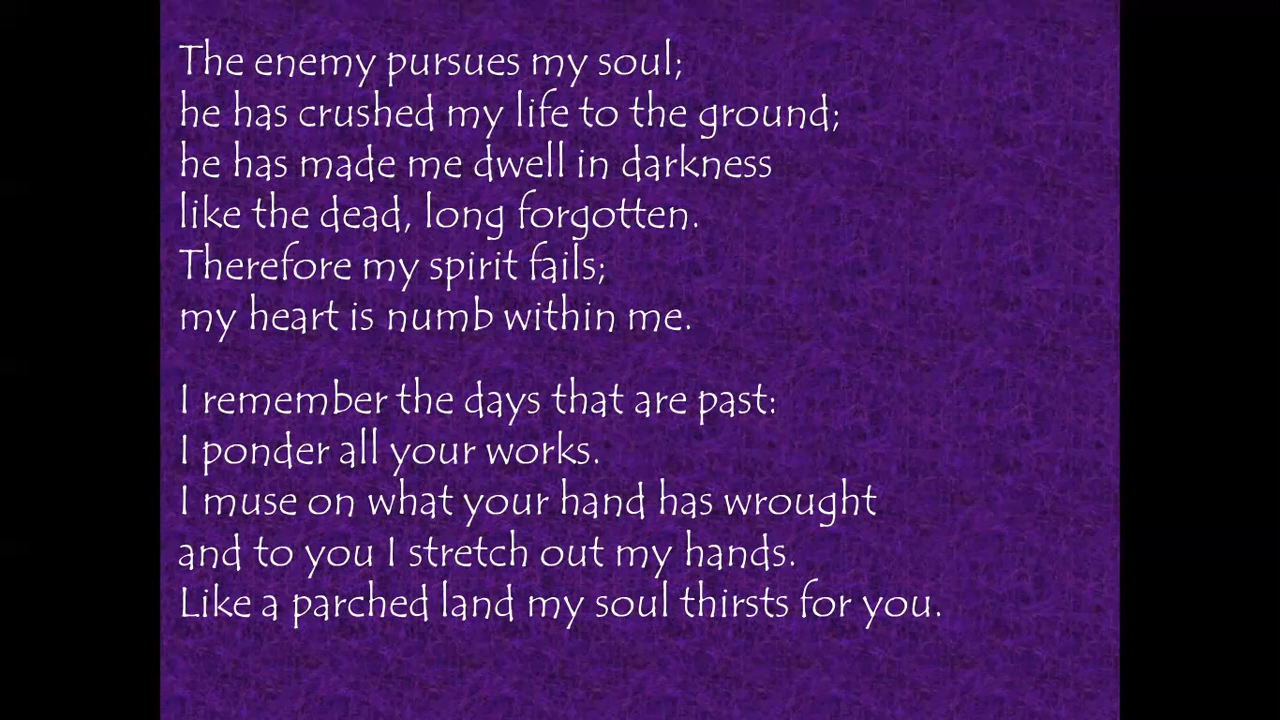 The enemy pursues my soul;
he has crushed my life to the ground;
he has made me dwell in darkness
like the dead, long forgotten.
Therefore my spirit fails;
my heart is numb within me.
I remember the days that are past:
I ponder all your works.
I muse on what your hand has wrought
and to you I stretch out my hands.
Like a parched land my soul thirsts for you.